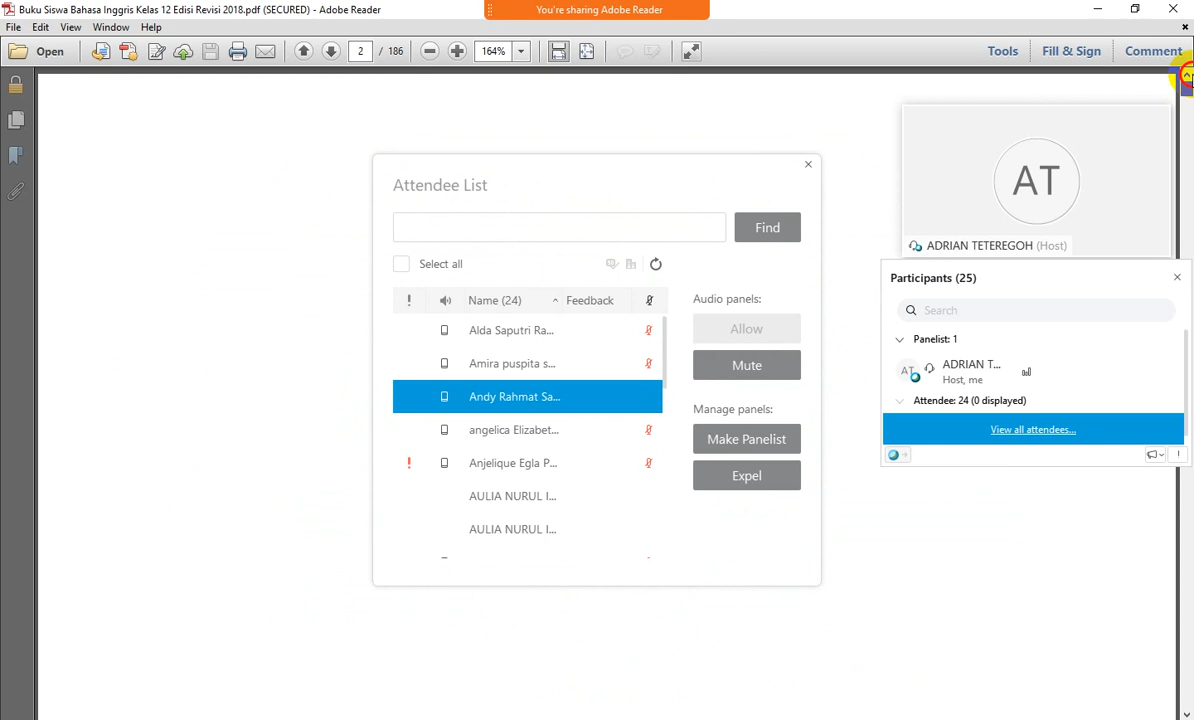 Buku Siswa Bahasa Inggris Kelas 12 Edisi Revisi 2018.pdf (SECURED) - Adobe Reader
You're sharing Adobe Reader
File Edit View Window Help
Open 2 / 186 164% Tools Fill & Sign Comment
AT
ADRIAN TETEREGOH (Host)
Attendee List
Find
Select all
! Name (24) Feedback
Alda Saputri Ra...
Amira puspita s...
Andy Rahmat Sa...
angelica Elizabet...
! Anjelique Egla P...
AULIA NURUL I...
AULIA NURUL I...
Audio panels:
Allow
Mute
Manage panels:
Make Panelist
Expel
Participants (25)
Search
Panelist: 1
AT ADRIAN T...
Host, me
Attendee: 24 (0 displayed)
View all attendees...
!